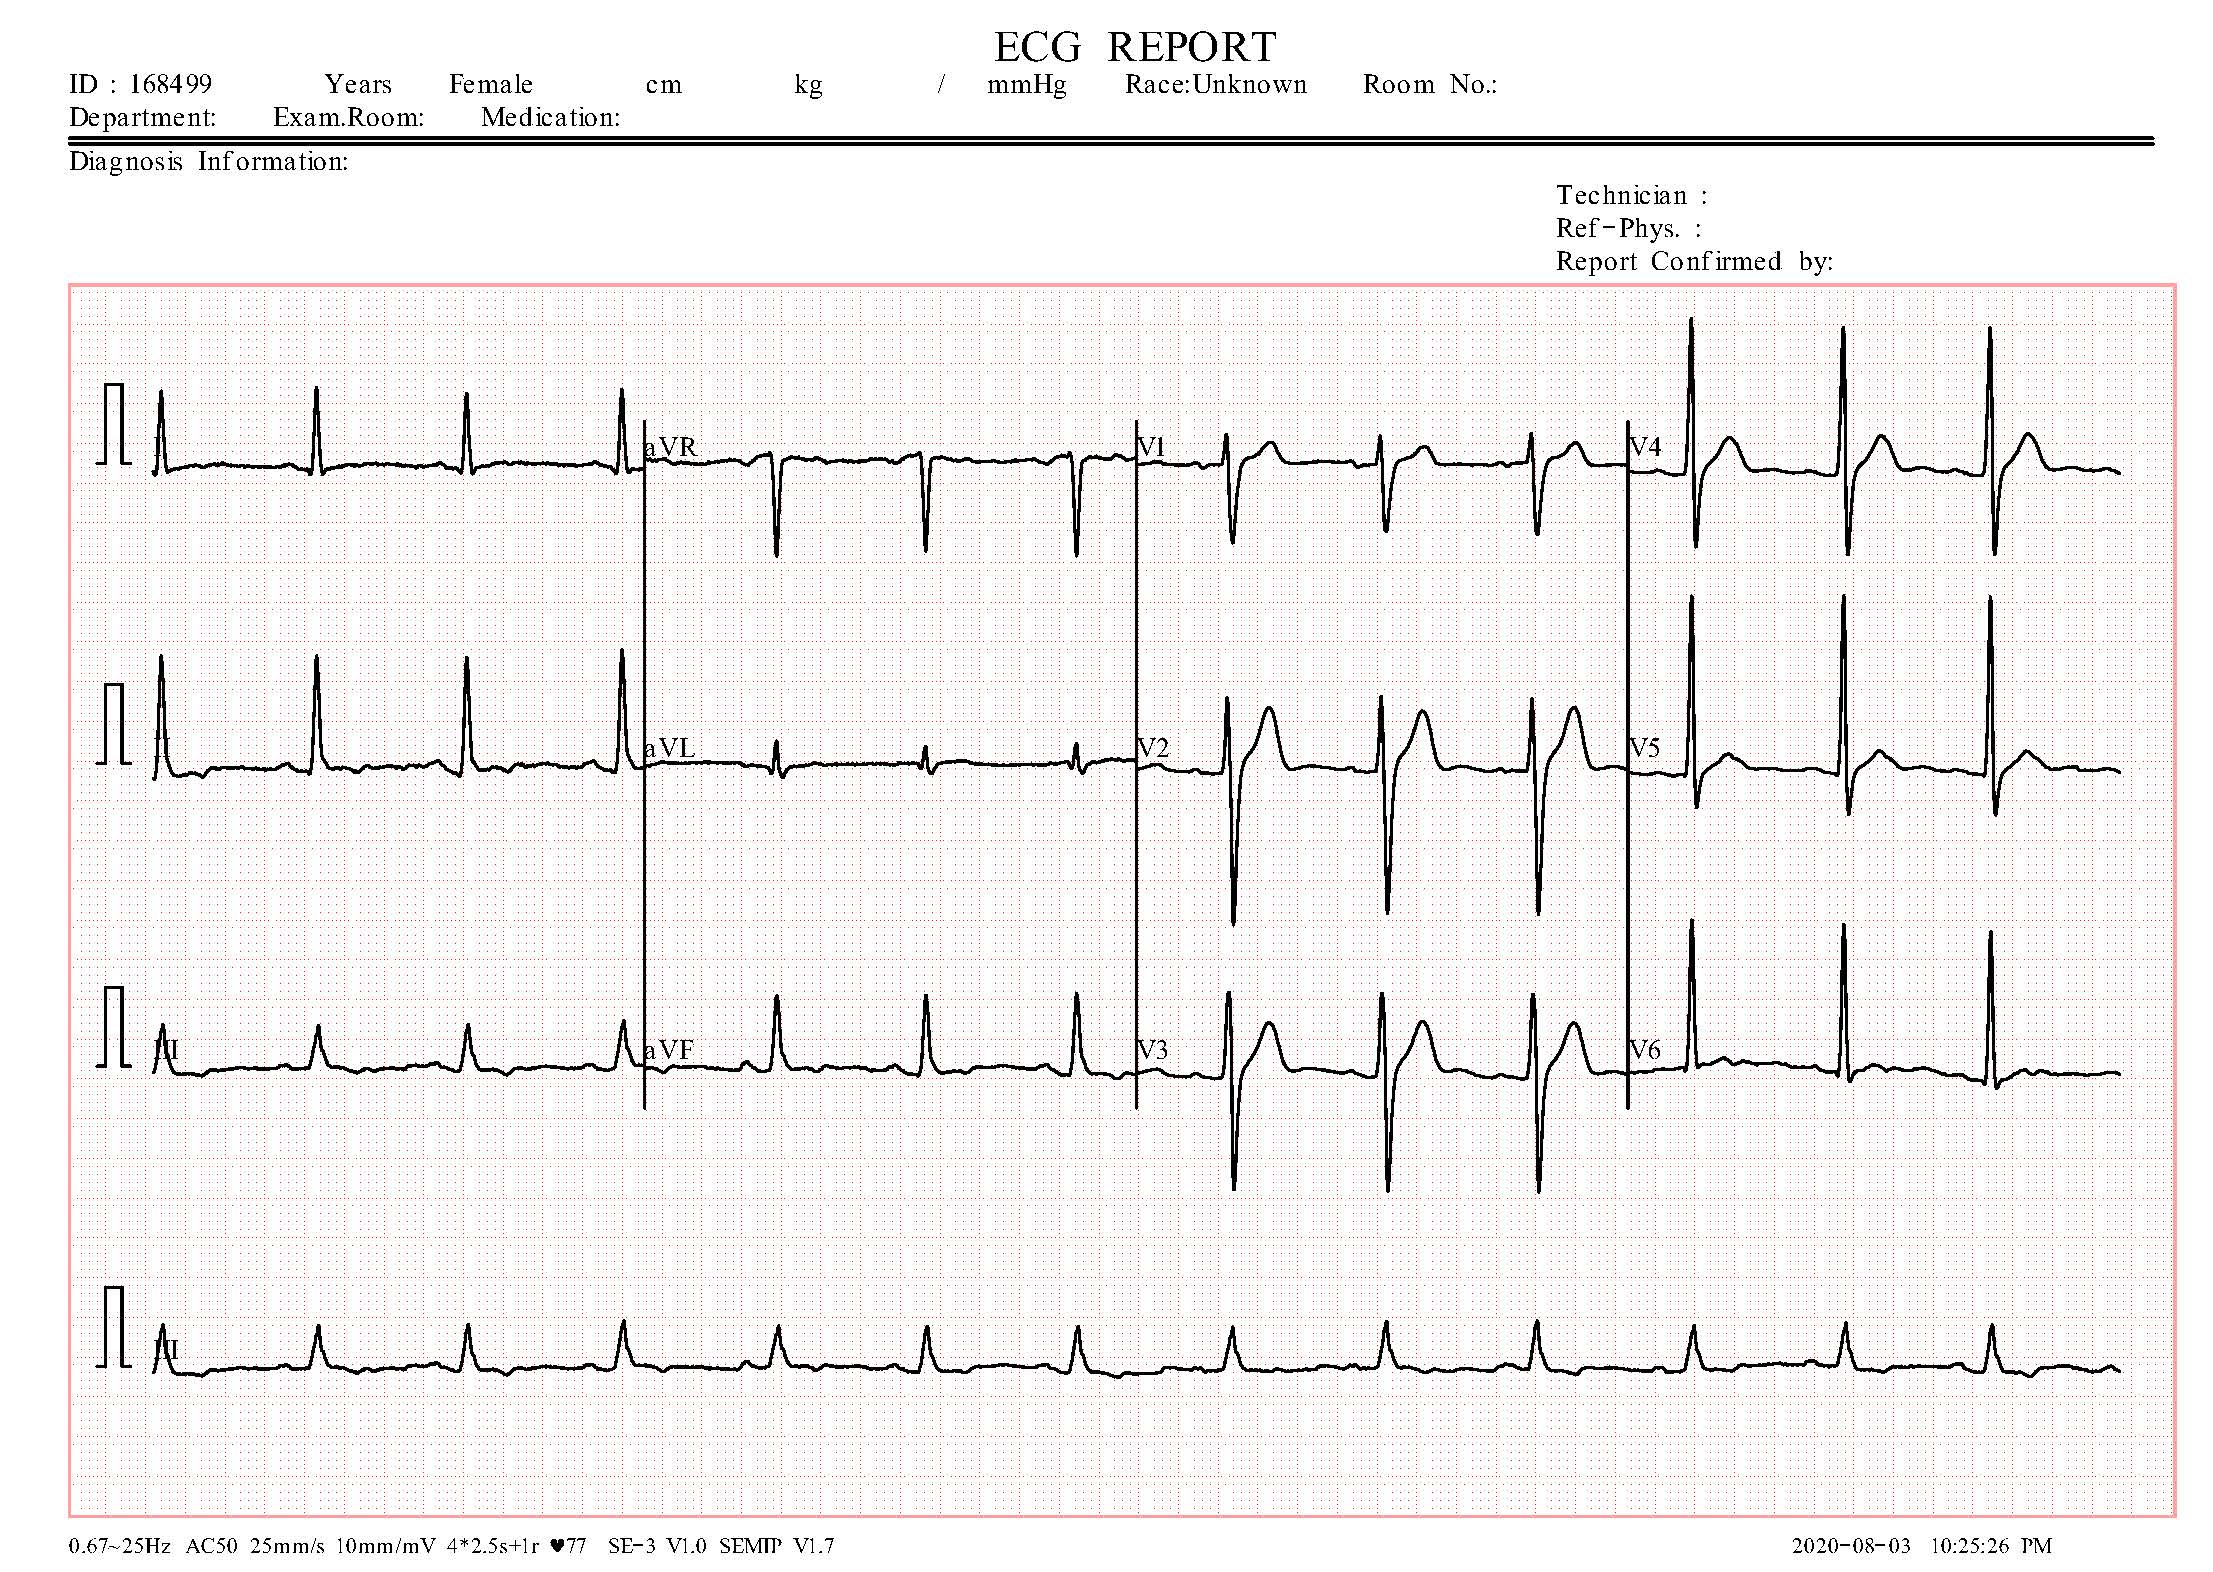 ECG REPORT
ID : 168499 Years Female cm kg / mmHg Race:Unknown Room No.:
Department: Exam.Room: Medication:
Diagnosis Information:
Technician :
Ref-Phys. :
Report Confirmed by:
aVR V1 V4
aVL V2 V5
III aVF V3 V6
III
0.67~25Hz AC50 25mm/s 10mm/mV 4*2.5s+1r ♥77 SE-3 V1.0 SEMIP V1.7 2020-08-03 10:25:26 PM